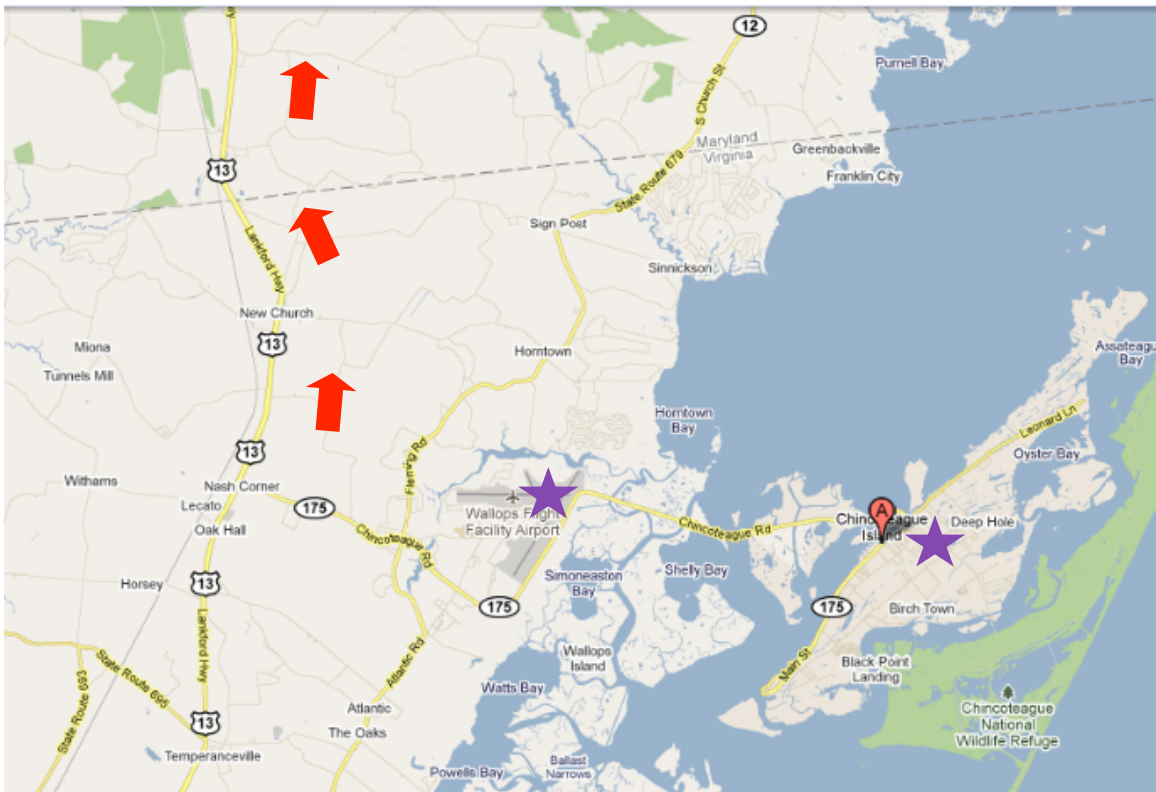 wy
12
Purnell Bay
S Church St
Maryland
Virginia
Greenbackville
Franklin City
13
State Route 679
Sign Post
Lankford Hwy
Sinnickson
New Church
13
Miona
Tunnels Mill
Horntown
Assateague
Bay
Horntown
Bay
Leonard Ln
Fleming Rd
13
Oyster Bay
Withams
Nash Corner
Lecato
175
Wallops Flight
Facility Airport
A
Chincoteague
Island
Deep Hole
Oak Hall
Chincoteague Rd
Chincoteague Rd
Shelly Bay
Simoneaston
Bay
Horsey
13
175
175
Birch Town
Lankford Hwy
Atlantic Rd
Wallops
Island
Main St
Black Point
Landing
State Route 693
State Route 695
Watts Bay
Atlantic
The Oaks
13
Temperanceville
Chincoteague
National
Wildlife Refuge
Powells Bay
Ballast
Narrows